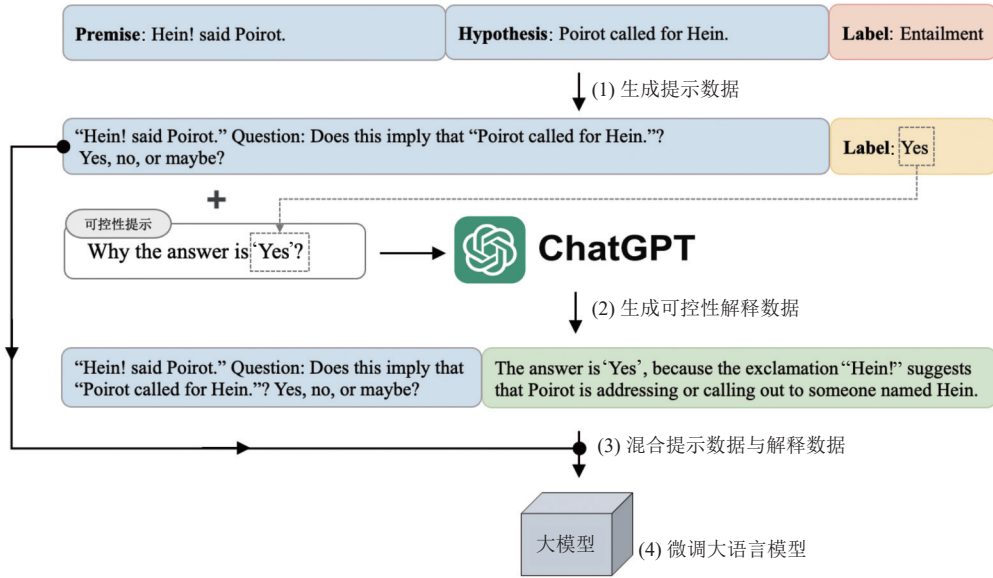 Premise: Hein! said Poirot.
Hypothesis: Poirot called for Hein.
Label: Entailment
(1) 生成提示数据
“Hein! said Poirot.” Question: Does this imply that “Poirot called for Hein.”?
Yes, no, or maybe?
Label: Yes
+
可控性提示
Why the answer is ‘Yes’?
ChatGPT
(2) 生成可控性解释数据
“Hein! said Poirot.” Question: Does this imply that
“Poirot called for Hein.”? Yes, no, or maybe?
The answer is ‘Yes’, because the exclamation “Hein!” suggests
that Poirot is addressing or calling out to someone named Hein.
(3) 混合提示数据与解释数据
大模型
(4) 微调大语言模型